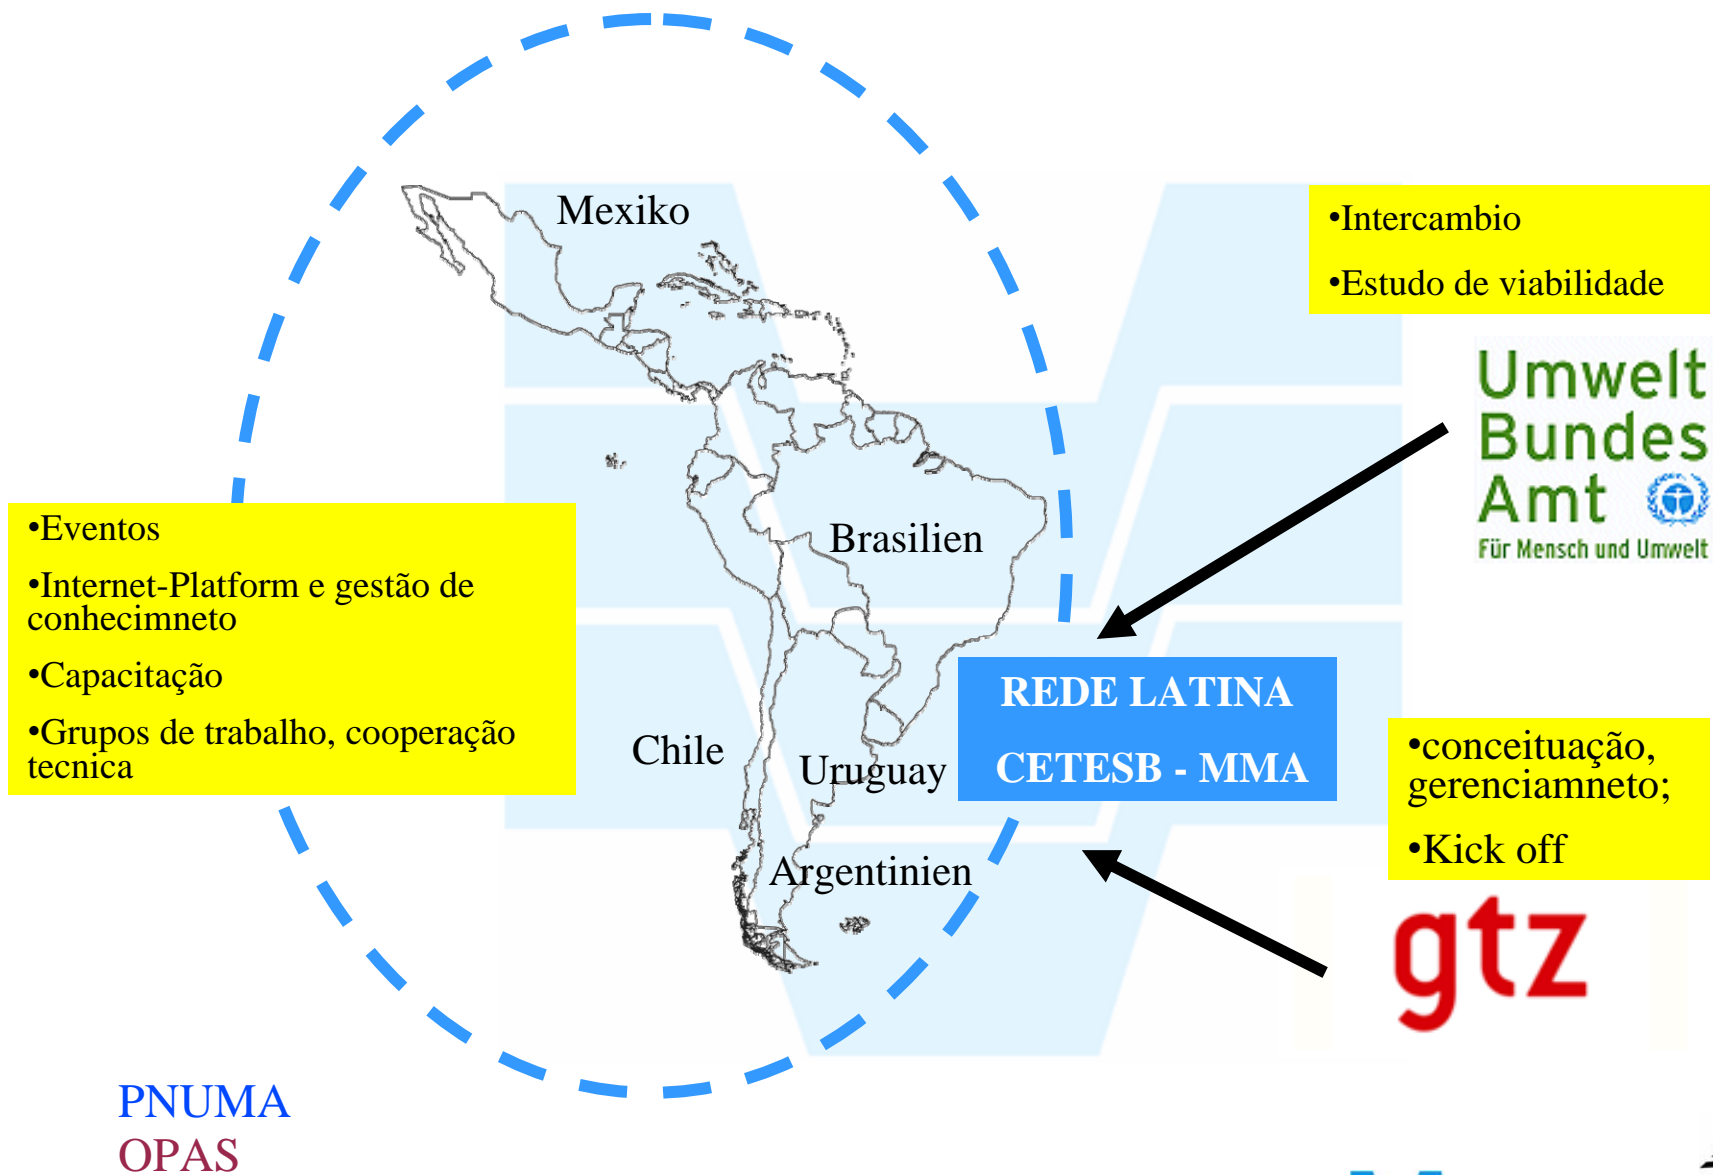 Mexiko
•Intercambio
•Estudo de viabilidade
Umwelt
Bundes
Amt
Für Mensch und Umwelt
Brasilien
•Eventos
•Internet-Platform e gestão de
conhecimneto
•Capacitação
•Grupos de trabalho, cooperação
tecnica
REDE LATINA
CETESB - MMA
Chile
Uruguay
Argentinien
•conceituação,
gerenciamneto;
•Kick off
gtz
PNUMA
OPAS